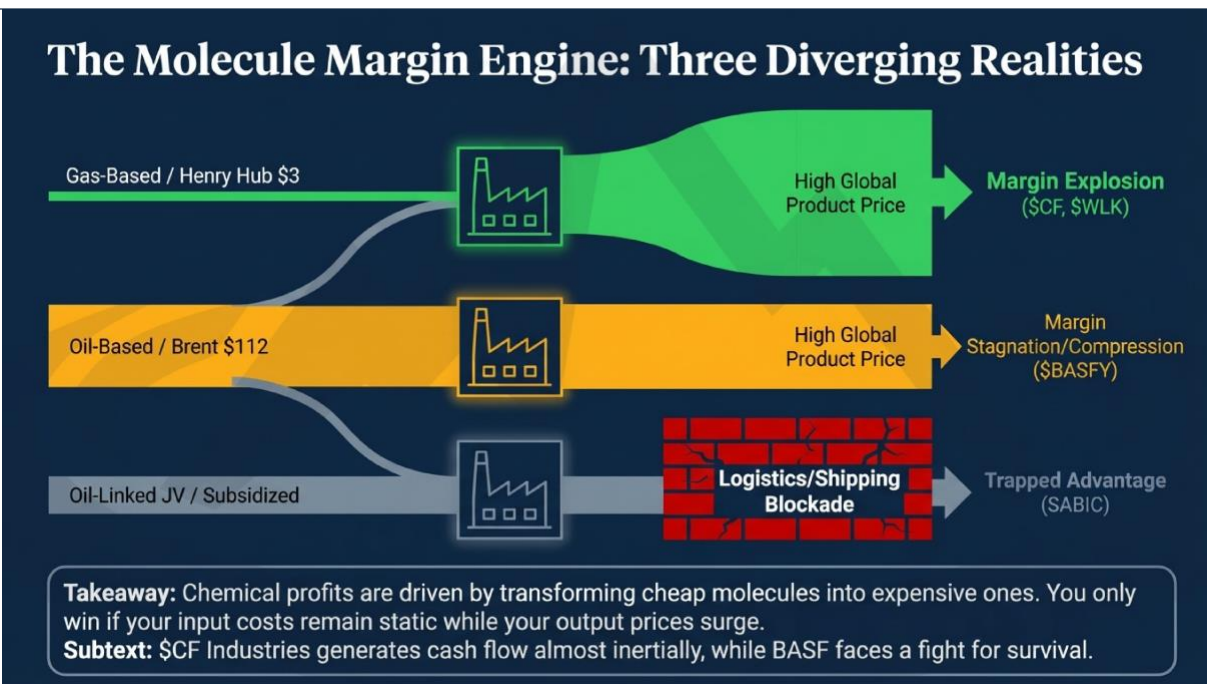 The Molecule Margin Engine: Three Diverging Realities
Gas-Based / Henry Hub $3
High Global
Product Price
Margin Explosion
($CF, $WLK)
Oil-Based / Brent $112
High Global
Product Price
Margin
Stagnation/Compression
($BASFY)
Oil-Linked JV / Subsidized
Logistics/Shipping
Blockade
Trapped Advantage
(SABIC)
Takeaway: Chemical profits are driven by transforming cheap molecules into expensive ones. You only
win if your input costs remain static while your output prices surge.
Subtext: $CF Industries generates cash flow almost inertially, while BASF faces a fight for survival.